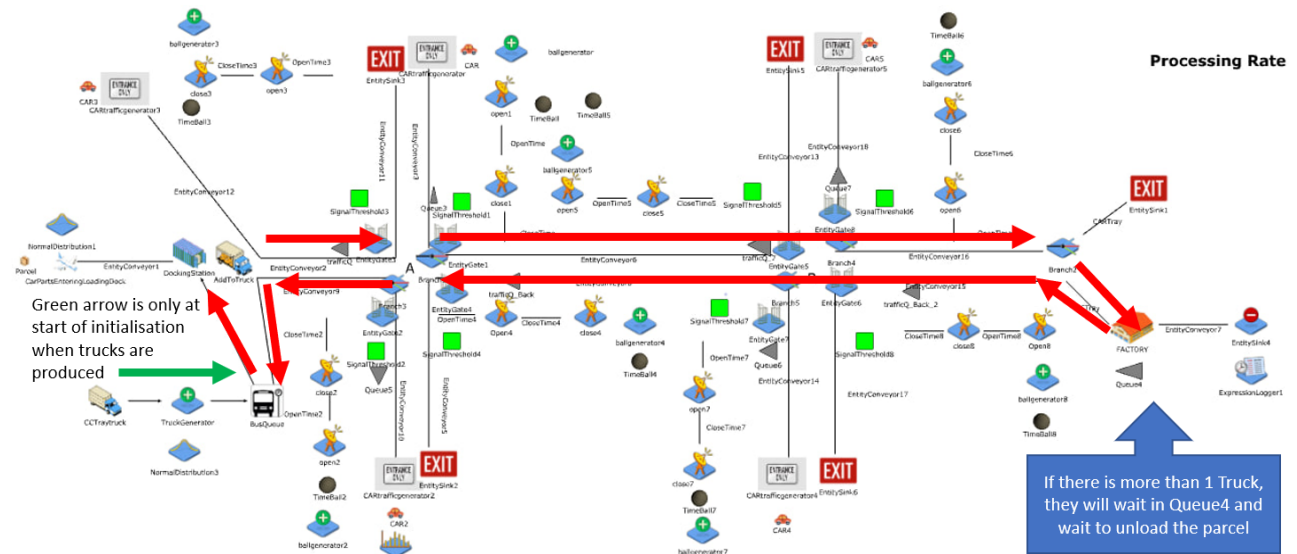 ballgenerator3
CloseTime3
OpenTime3
close3
open3
TimeBall3
CAR3
ENTRANCE
ONLY
CARtrafficgenerator3
EXIT
EntitySink3
ENTRANCE
ONLY
CAR
CARtrafficgenerator
ballgenerator
open1
TimeBall
TimeBall5
OpenTime
ballgenerator5
close1
open5
OpenTime5
close5
CloseTime5
EntityConveyor11
EntityConveyor3
EntityConveyor12
SignalThreshold3
Queue3
SignalThreshold1
EXIT
EntitySink5
ENTRANCE
ONLY
CAR5
CARtrafficgenerator5
TimeBall6
ballgenerator6
close6
CloseTime6
open6
Processing Rate
EntityConveyor18
EntityConveyor13
SignalThreshold5
Queue7
SignalThreshold6
EXIT
EntitySink1
CARTray
NormalDistribution1
Parcel
EntityConveyor1
CarPartsEnteringLoadingDock
DockingStation
AddToTruck
EntityConveyor2
trafficQ
EntityGate3
A
EntityGate1
EntityConveyor6
EntityGate5
Branch4
EntityConveyor16
Branch2
EntityConveyor9
Branch3
EntityGate2
EntityGate4
OpenTime4
trafficQ_Back
Open4
CloseTime4
close4
ballgenerator4
TimeBall4
SignalThreshold4
SignalThreshold2
Queue5
Branch5
EntityGate6
trafficQ_Back_2
EntityConveyor15
SignalThreshold7
EntityGate7
Queue6
EntityConveyor14
SignalThreshold8
EntityConveyor17
CloseTime8
close8
OpenTime8
Open8
ballgenerator8
TimeBall8
FACTORY
Queue4
EntityConveyor7
EntitySink4
ExpressionLogger1
Green arrow is only at
start of initialisation
when trucks are
produced
CCTraytruck
TruckGenerator
BusQueue
NormalDistribution3
CloseTime2
close2
OpenTime2
open2
TimeBall2
ballgenerator2
EntityConveyor10
EntityConveyor5
ENTRANCE
ONLY
CARtrafficgenerator2
CAR2
EXIT
EntitySink2
OpenTime7
open7
CloseTime7
close7
TimeBall7
ballgenerator7
ENTRANCE
ONLY
CARtrafficgenerator4
CAR4
EXIT
EntitySink6
If there is more than 1 Truck,
they will wait in Queue4 and
wait to unload the parcel